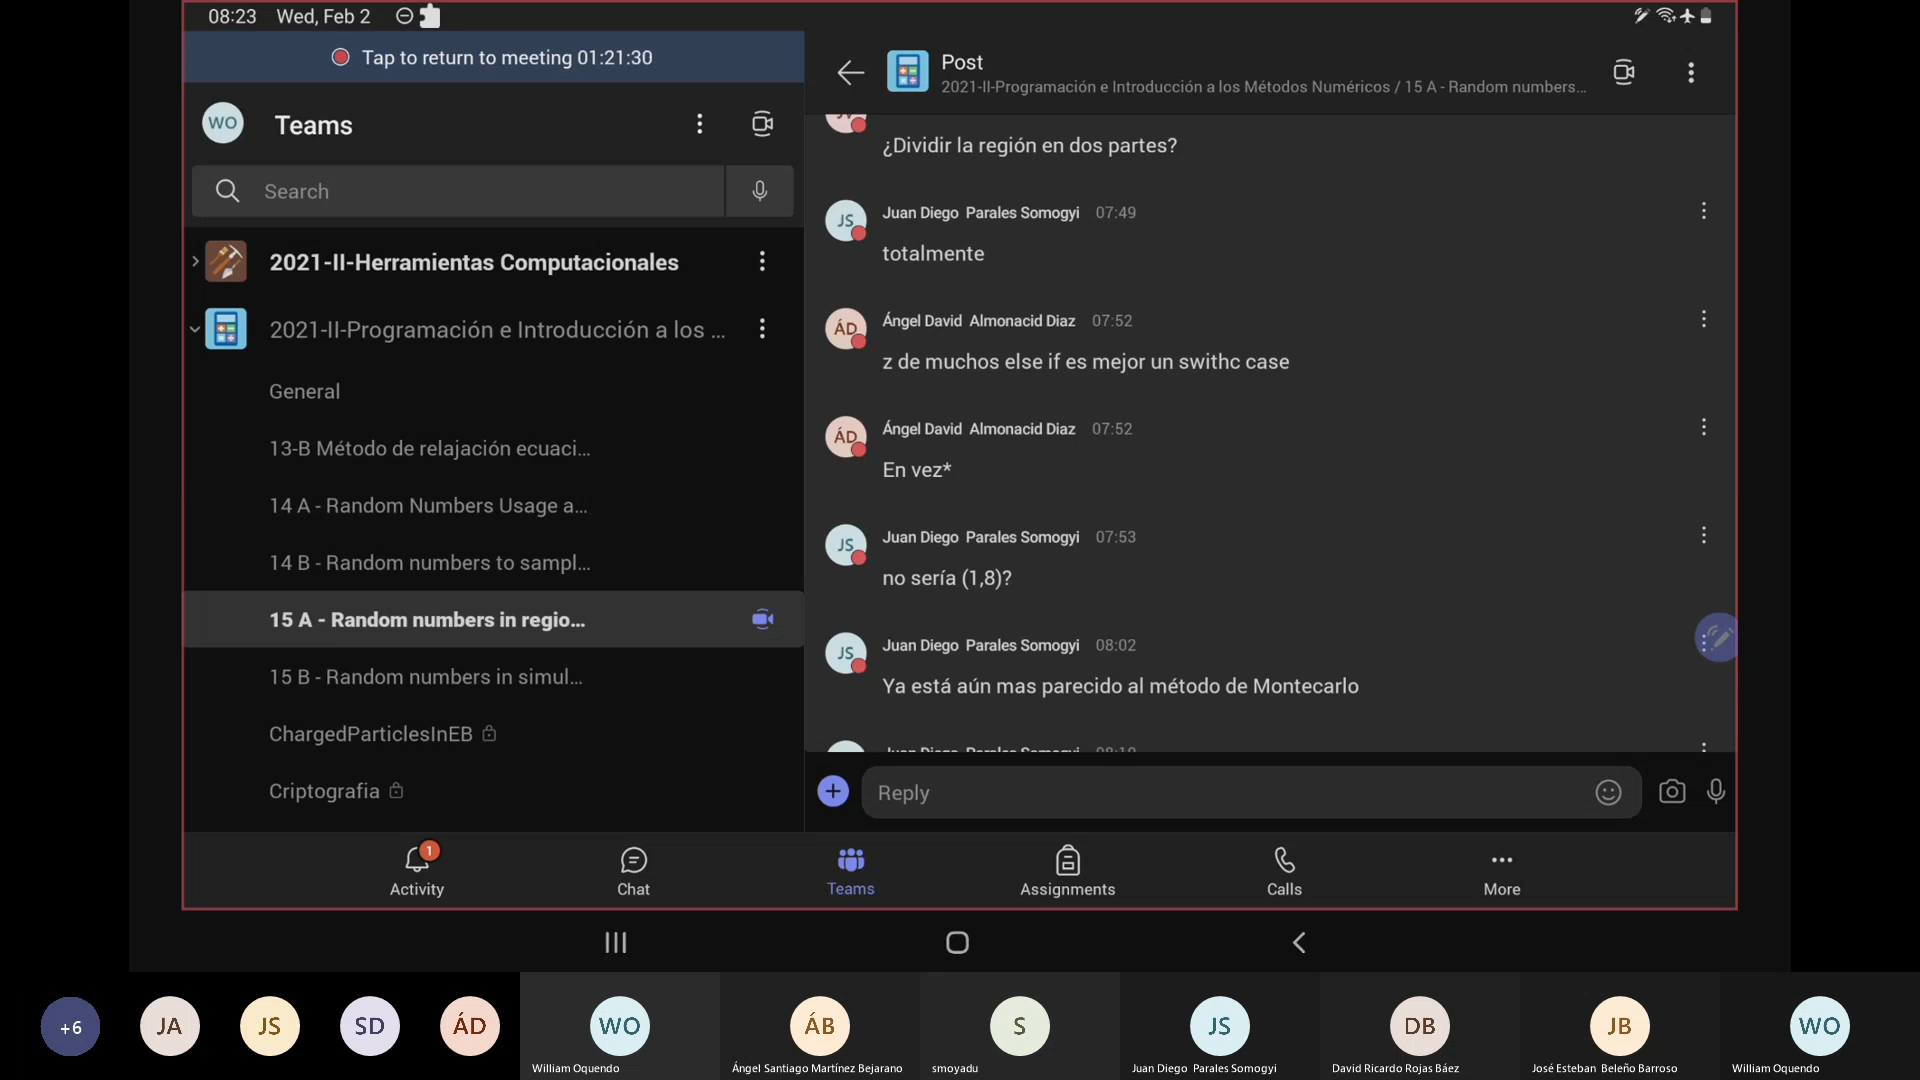 08:23 Wed, Feb 2
Tap to return to meeting 01:21:30
WO
Teams
Search
2021-II-Herramientas Computacionales
2021-II-Programación e Introducción a los ...
General
13-B Método de relajación ecuaci...
14 A - Random Numbers Usage a...
14 B - Random numbers to sampl...
15 A - Random numbers in regio...
15 B - Random numbers in simul...
ChargedParticlesInEB
Criptografia
Post
2021-II-Programación e Introducción a los Métodos Numéricos / 15 A - Random numbers...
¿Dividir la región en dos partes?
JS
Juan Diego Parales Somogyi 07:49
totalmente
ÁD
Ángel David Almonacid Diaz 07:52
z de muchos else if es mejor un swithc case
ÁD
Ángel David Almonacid Diaz 07:52
En vez*
JS
Juan Diego Parales Somogyi 07:53
no sería (1,8)?
JS
Juan Diego Parales Somogyi 08:02
Ya está aún mas parecido al método de Montecarlo
Juan Diego Parales Somogyi
Reply
1
Activity
Chat
Teams
Assignments
Calls
More
+6
JA
JS
SD
ÁD
WO
William Oquendo
ÁB
Ángel Santiago Martínez Bejarano
S
smoyadu
JS
Juan Diego Parales Somogyi
DB
David Ricardo Rojas Báez
JB
José Esteban Beleño Barroso
WO
William Oquendo